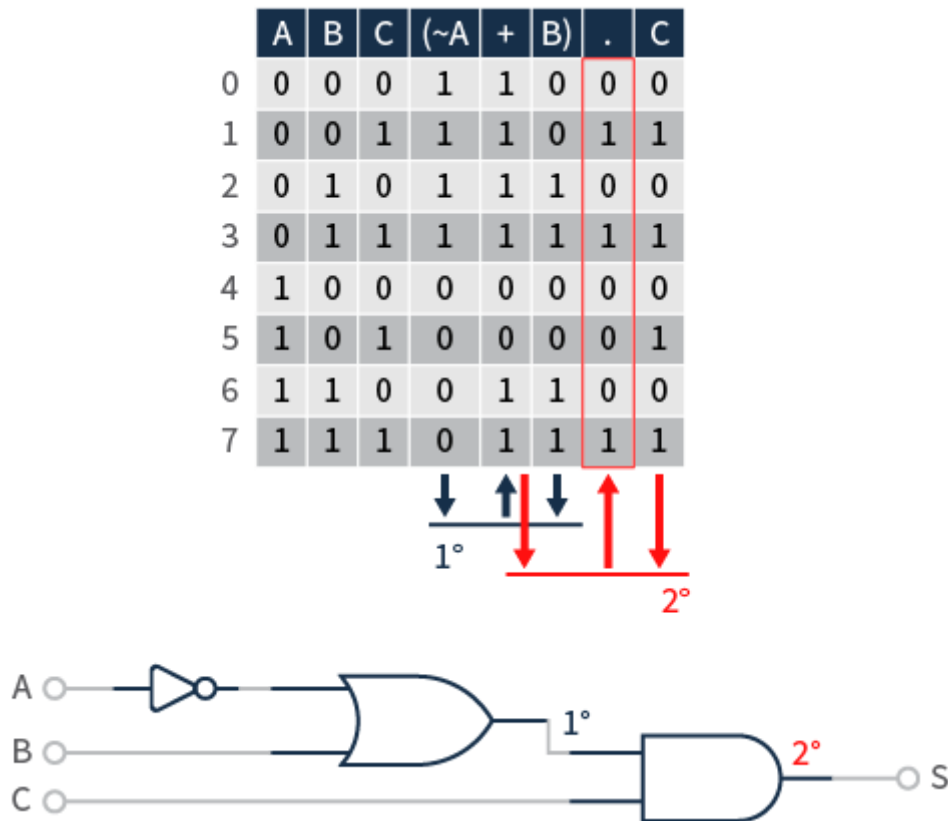 A B C (~A + B) . C
0 0 0 0 1 1 0 0 0
1 0 0 1 1 1 0 1 1
2 0 1 0 1 1 1 0 0
3 0 1 1 1 1 1 1 1
4 1 0 0 0 0 0 0 0
5 1 0 1 0 0 0 0 1
6 1 1 0 0 1 1 0 0
7 1 1 1 0 1 1 1 1
1°
2°
A
1°
B
2°
S
C